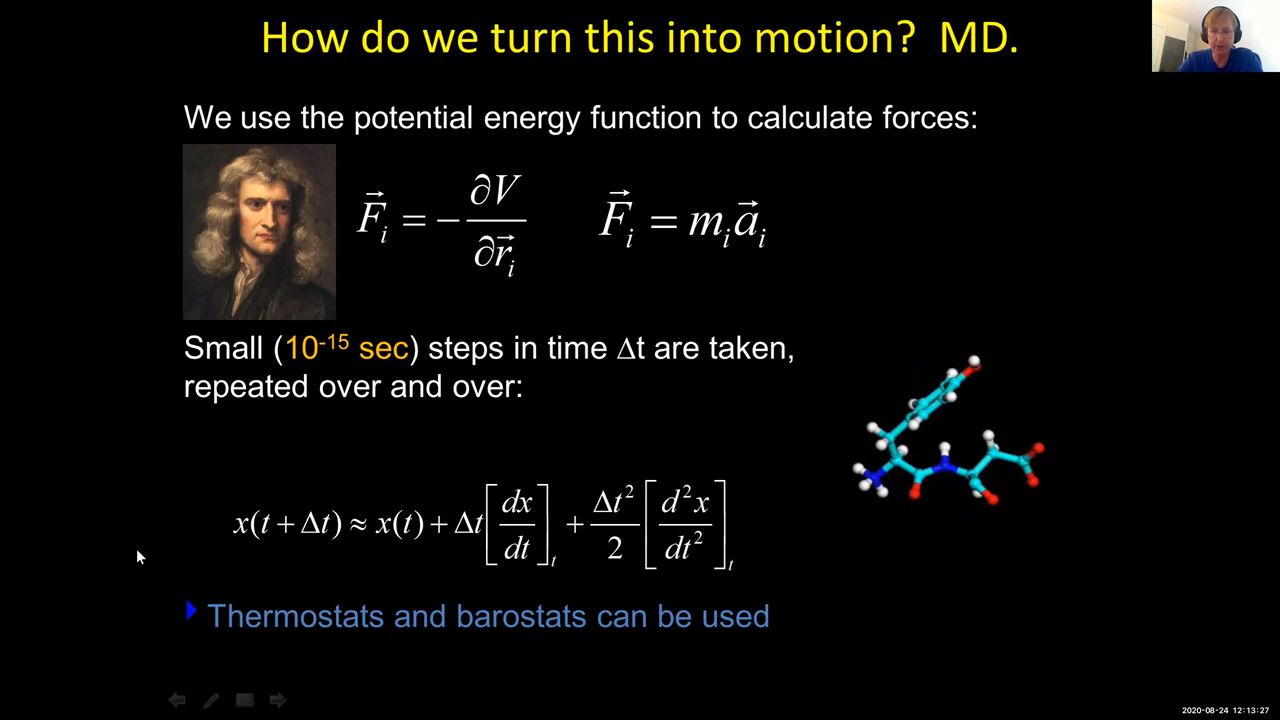 How do we turn this into motion?  MD.
We use the potential energy function to calculate forces:
F⃗ᵢ = − ∂V / ∂r⃗ᵢ    F⃗ᵢ = mᵢa⃗ᵢ
Small (10⁻¹⁵ sec) steps in time Δt are taken,
repeated over and over:
x(t + Δt) ≈ x(t) + Δt[dx/dt]ₜ + Δt²/2 [d²x/dt²]ₜ
Thermostats and barostats can be used
2020-08-24 12:13:27